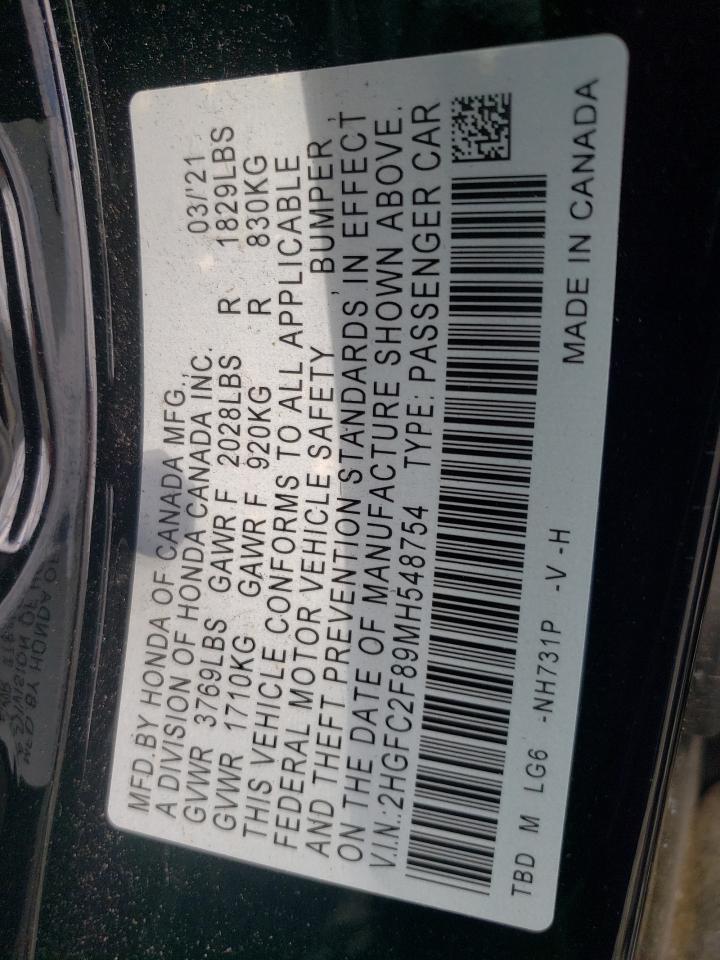 MFD.BY HONDA OF CANADA MFG., 03/'21
A DIVISION OF HONDA CANADA INC.
GVWR 3769LBS GAWR F 2028LBS R 1829LBS
GVWR 1710KG GAWR F 920KG R 830KG
THIS VEHICLE CONFORMS TO ALL APPLICABLE
FEDERAL MOTOR VEHICLE SAFETY, BUMPER,
AND THEFT PREVENTION STANDARDS IN EFFECT
ON THE DATE OF MANUFACTURE SHOWN ABOVE.
V.I.N.:2HGFC2F89MH548754 TYPE: PASSENGER CAR
TBD M LG6 -NH731P -V -H MADE IN CANADA